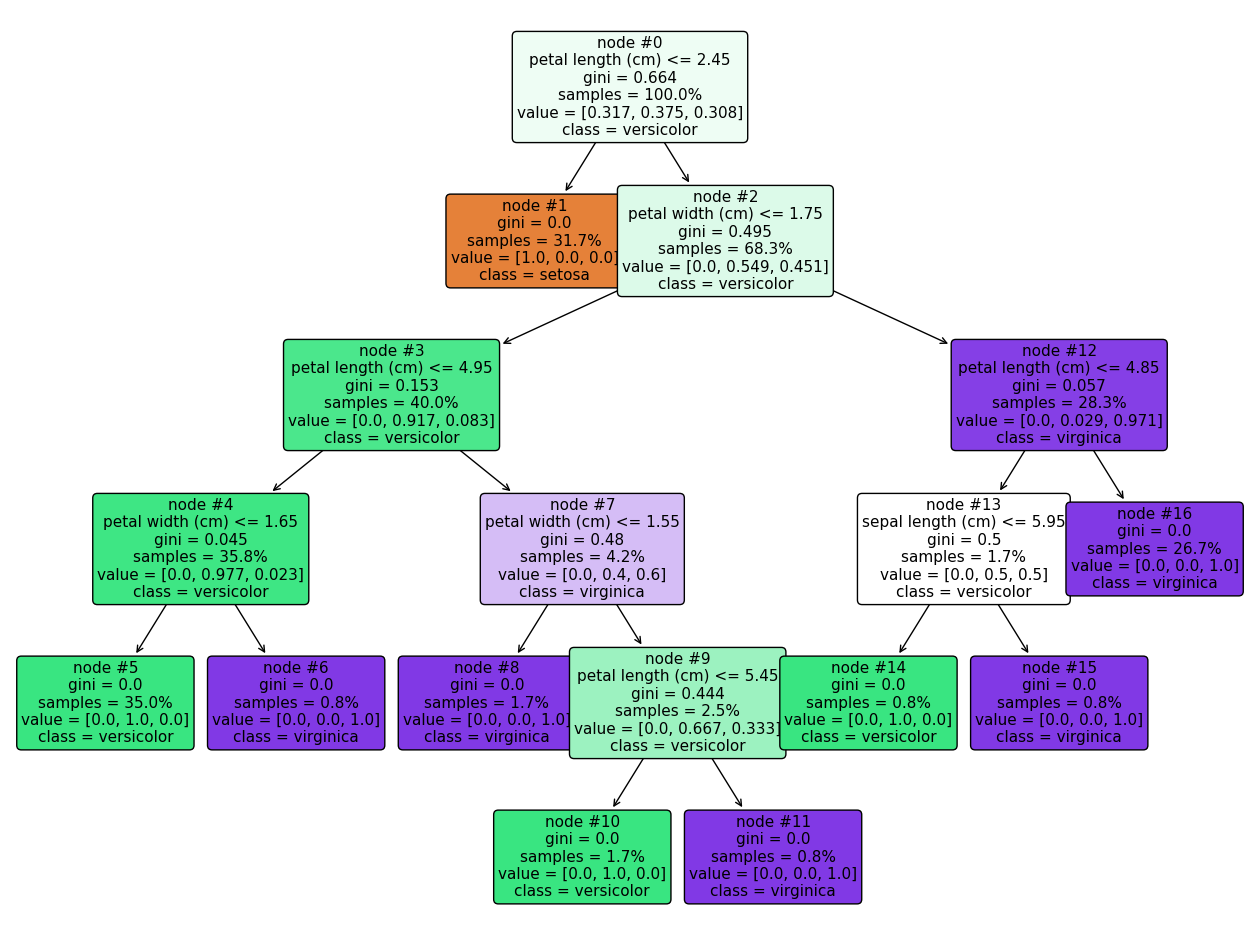 node #0
petal length (cm) <= 2.45
gini = 0.664
samples = 100.0%
value = [0.317, 0.375, 0.308]
class = versicolor
node #1
gini = 0.0
samples = 31.7%
value = [1.0, 0.0, 0.0]
class = setosa
node #2
petal width (cm) <= 1.75
gini = 0.495
samples = 68.3%
value = [0.0, 0.549, 0.451]
class = versicolor
node #3
petal length (cm) <= 4.95
gini = 0.153
samples = 40.0%
value = [0.0, 0.917, 0.083]
class = versicolor
node #12
petal length (cm) <= 4.85
gini = 0.057
samples = 28.3%
value = [0.0, 0.029, 0.971]
class = virginica
node #4
petal width (cm) <= 1.65
gini = 0.045
samples = 35.8%
value = [0.0, 0.977, 0.023]
class = versicolor
node #7
petal width (cm) <= 1.55
gini = 0.48
samples = 4.2%
value = [0.0, 0.4, 0.6]
class = virginica
node #13
sepal length (cm) <= 5.95
gini = 0.5
samples = 1.7%
value = [0.0, 0.5, 0.5]
class = versicolor
node #16
gini = 0.0
samples = 26.7%
value = [0.0, 0.0, 1.0]
class = virginica
node #5
gini = 0.0
samples = 35.0%
value = [0.0, 1.0, 0.0]
class = versicolor
node #6
gini = 0.0
samples = 0.8%
value = [0.0, 0.0, 1.0]
class = virginica
node #8
gini = 0.0
samples = 1.7%
value = [0.0, 0.0, 1.0]
class = virginica
node #9
petal length (cm) <= 5.45
gini = 0.444
samples = 2.5%
value = [0.0, 0.667, 0.333]
class = versicolor
node #14
gini = 0.0
samples = 0.8%
value = [0.0, 1.0, 0.0]
class = versicolor
node #15
gini = 0.0
samples = 0.8%
value = [0.0, 0.0, 1.0]
class = virginica
node #10
gini = 0.0
samples = 1.7%
value = [0.0, 1.0, 0.0]
class = versicolor
node #11
gini = 0.0
samples = 0.8%
value = [0.0, 0.0, 1.0]
class = virginica